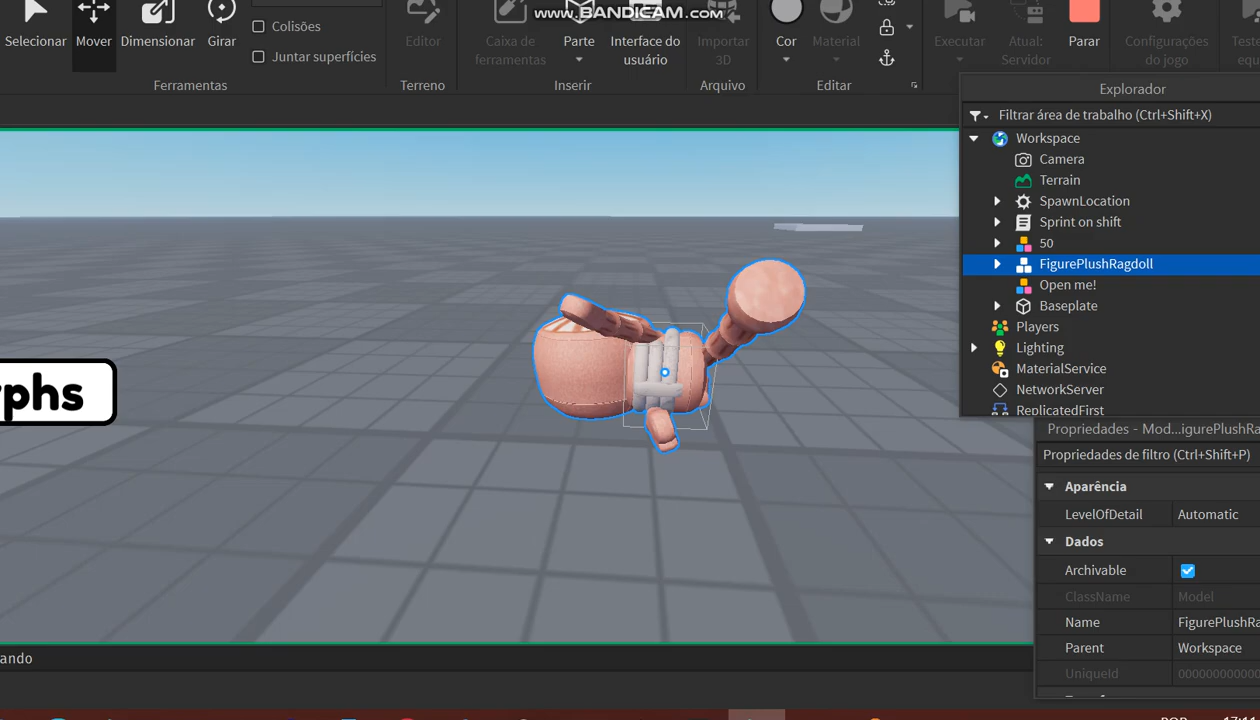 www.BANDICAM.com
Selecionar
Mover
Dimensionar
Girar
Colisões
Juntar superfícies
Ferramentas
Editor
Terreno
Caixa de
ferramentas
Parte
Interface do
usuário
Inserir
Importar
3D
Arquivo
Cor
Material
Editar
Executar
Atual:
Servidor
Parar
Configurações
do jogo
Teste
equ
Explorador
Filtrar área de trabalho (Ctrl+Shift+X)
Workspace
Camera
Terrain
SpawnLocation
Sprint on shift
50
FigurePlushRagdoll
Open me!
Baseplate
Players
Lighting
MaterialService
NetworkServer
ReplicatedFirst
Propriedades - Mod...igurePlushRa
Propriedades de filtro (Ctrl+Shift+P)
Aparência
LevelOfDetail Automatic
Dados
Archivable
ClassName Model
Name FigurePlushRa
Parent Workspace
UniqueId 000000000000
phs
ando